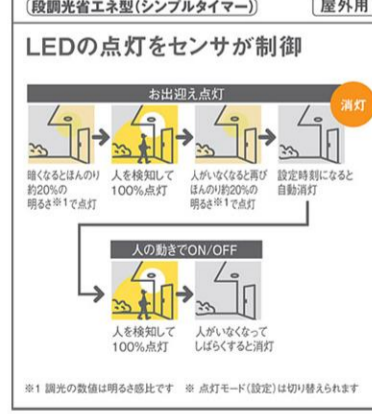 段調光省エネ型(シンプルタイマー)
屋外用
LEDの点灯をセンサが制御
お出迎え点灯
消灯
暗くなるとほんのり
約20%の
明るさ※1で点灯
人を検知して
100%点灯
人がいなくなると再び
ほんのり約20%の
明るさ※1で点灯
設定時刻になると
自動消灯
人の動きでON/OFF
人を検知して
100%点灯
人がいなくなって
しばらくすると消灯
※1 調光の数値は明るさ感比です ※ 点灯モード(設定)は切り替えられます